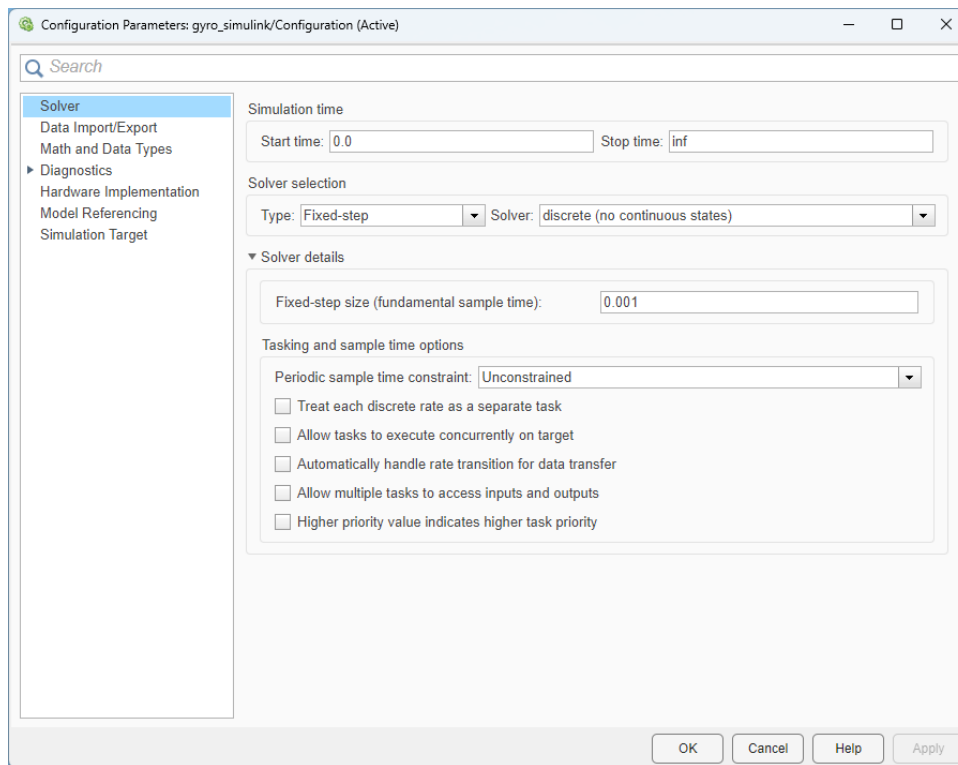 Configuration Parameters: gyro_simulink/Configuration (Active)
Search
Solver
Data Import/Export
Math and Data Types
Diagnostics
Hardware Implementation
Model Referencing
Simulation Target
Simulation time
Start time: 0.0 Stop time: inf
Solver selection
Type: Fixed-step Solver: discrete (no continuous states)
Solver details
Fixed-step size (fundamental sample time): 0.001
Tasking and sample time options
Periodic sample time constraint: Unconstrained
Treat each discrete rate as a separate task
Allow tasks to execute concurrently on target
Automatically handle rate transition for data transfer
Allow multiple tasks to access inputs and outputs
Higher priority value indicates higher task priority
OK Cancel Help Apply